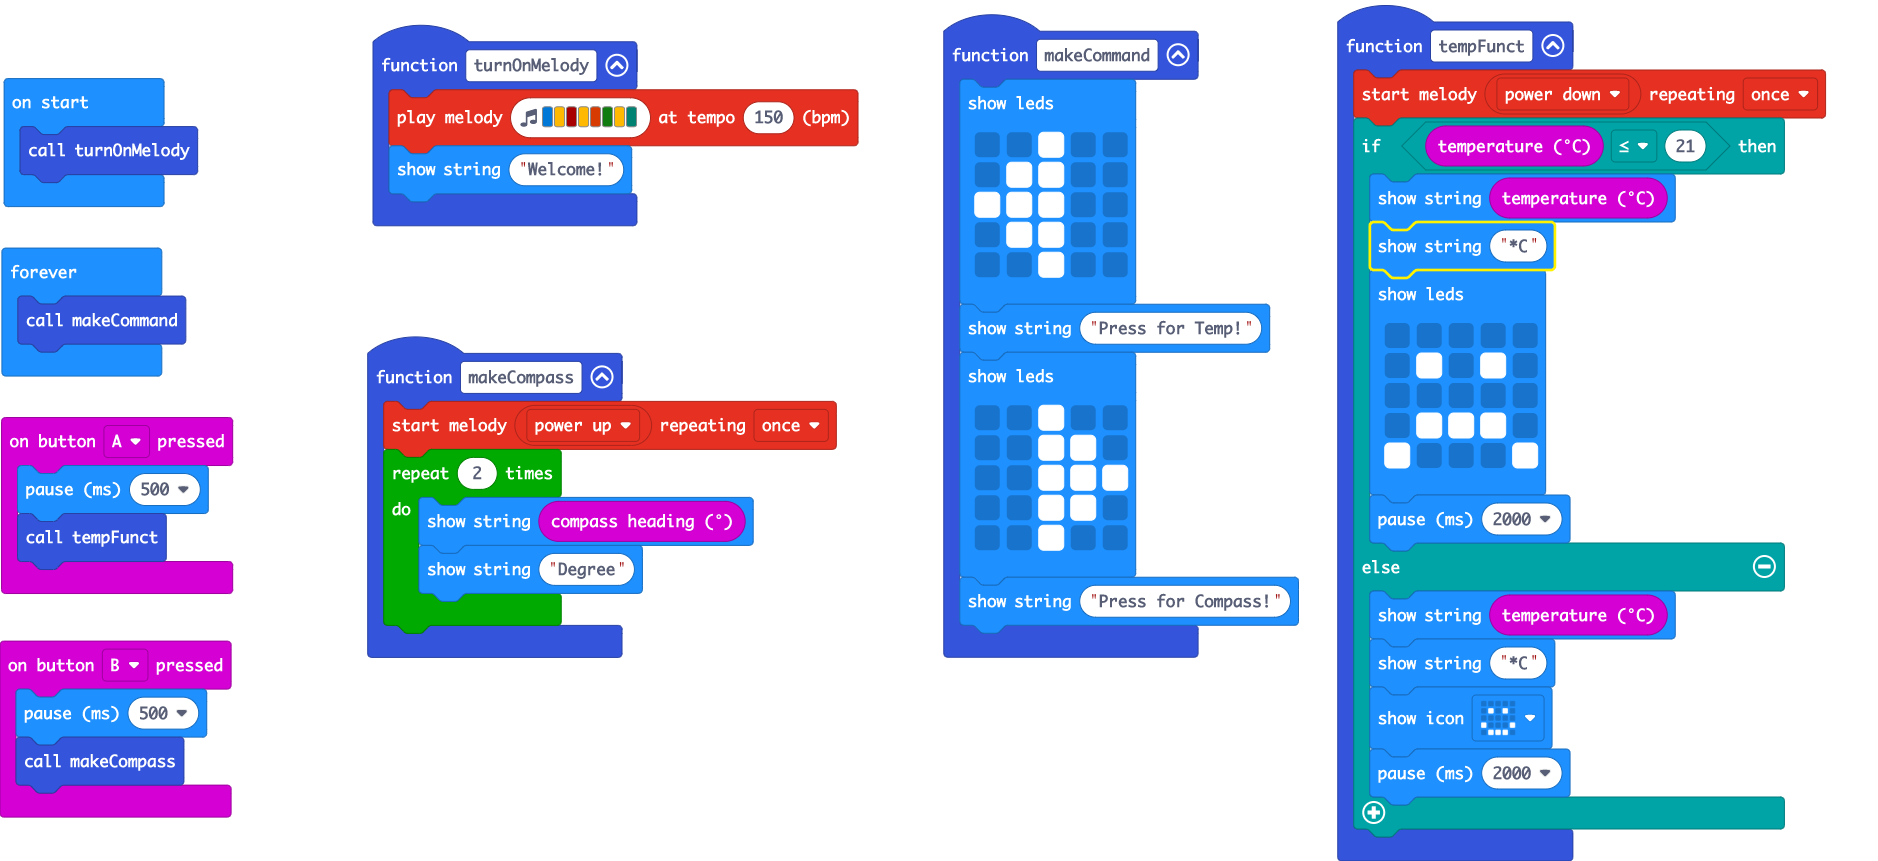 on start
call turnOnMelody
forever
call makeCommand
on button A pressed
pause (ms) 500
call tempFunct
on button B pressed
pause (ms) 500
call makeCompass
function turnOnMelody
play melody at tempo 150 (bpm)
show string "Welcome!"
function makeCompass
start melody power up repeating once
repeat 2 times
do
show string compass heading (°)
show string "Degree"
function makeCommand
show leds
show string "Press for Temp!"
show leds
show string "Press for Compass!"
function tempFunct
start melody power down repeating once
if temperature (°C) ≤ 21 then
show string temperature (°C)
show string "*C"
show leds
pause (ms) 2000
else
show string temperature (°C)
show string "*C"
show icon
pause (ms) 2000